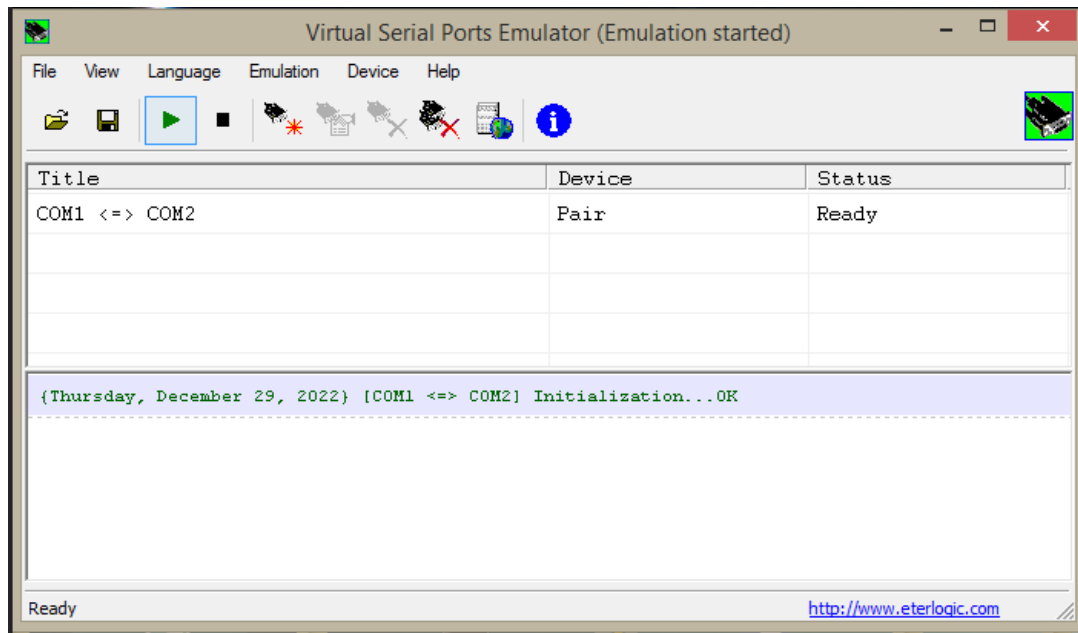 Virtual Serial Ports Emulator (Emulation started)
File View Language Emulation Device Help
Title Device Status
COM1 <=> COM2 Pair Ready
{Thursday, December 29, 2022} [COM1 <=> COM2] Initialization...OK
Ready http://www.eterlogic.com